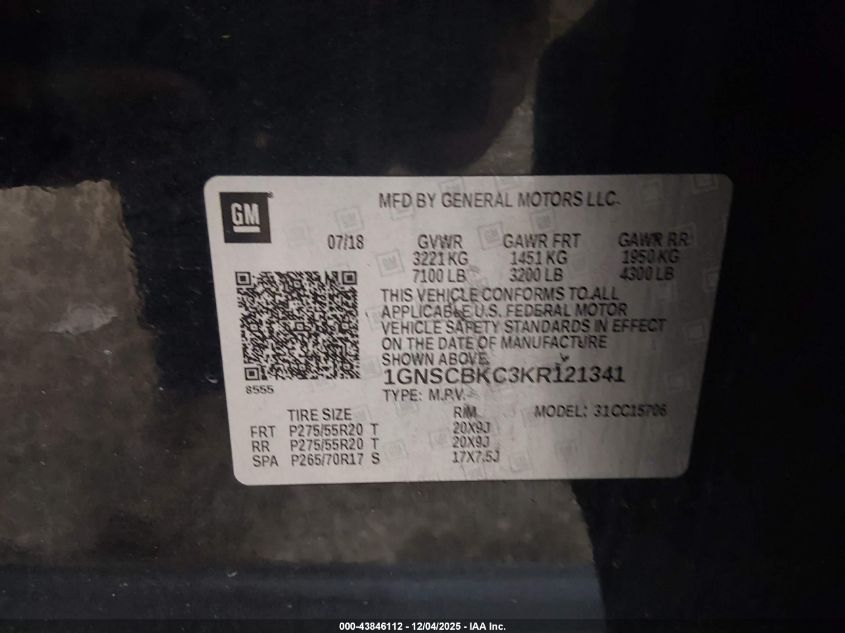 GM
®
MFD BY GENERAL MOTORS LLC.
07/18 GVWR GAWR FRT GAWR RR
3221 KG 1451 KG 1950 KG
7100 LB 3200 LB 4300 LB
THIS VEHICLE CONFORMS TO ALL
APPLICABLE U.S. FEDERAL MOTOR
VEHICLE SAFETY STANDARDS IN EFFECT
ON THE DATE OF MANUFACTURE
SHOWN ABOVE.
1GNSCBKC3KR121341
8555
TYPE: M.P.V.
TIRE SIZE RIM MODEL: 31CC15706
FRT P275/55R20 T 20X9J
RR P275/55R20 T 20X9J
SPA P265/70R17 S 17X7.5J
000-43846112 - 12/04/2025 - IAA Inc.